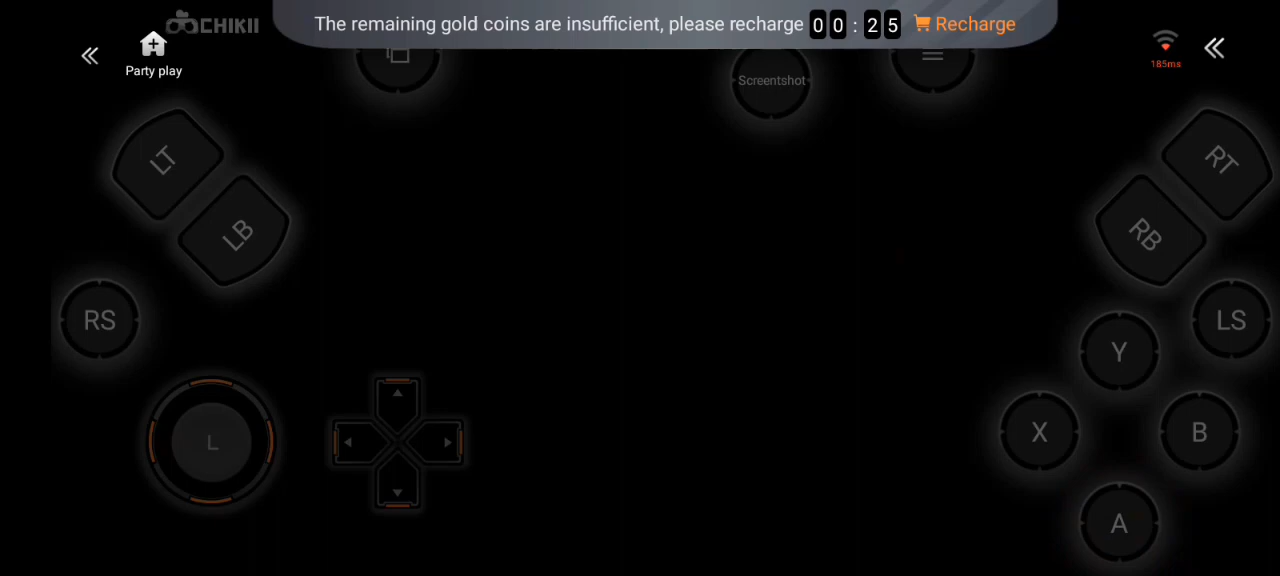 CHIKII
The remaining gold coins are insufficient, please recharge 00:25 Recharge
Party play
185ms
Screentshot
LT
RT
LB
RB
RS
LS
Y
X
B
L
A